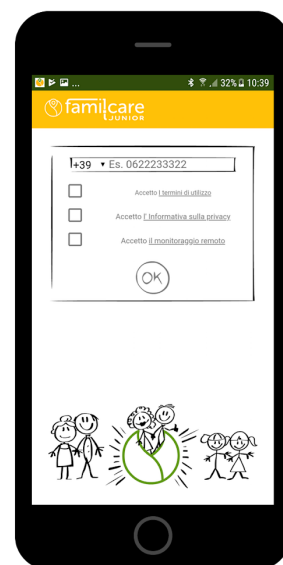 ... 32% 10:39
familcare
JUNIOR
+39 ▾ Es. 0622233322
Accetto I termini di utilizzo
Accetto l' Informativa sulla privacy
Accetto il monitoraggio remoto
OK